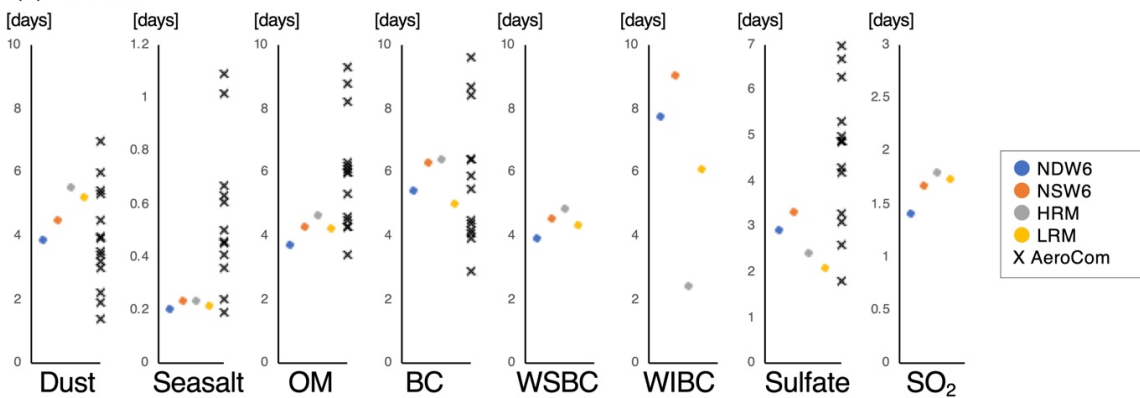 [days] [days] [days] [days] [days] [days] [days] [days]
10 1.2 10 10 10 10 7 3
6 2.5
8 1 8 8 8 8
5
0.8 2
6 6 6 6 6
4
0.6 1.5
4 4 4 4 4 3
0.4 1
2
2 0.2 2 2 2 2 0.5
1
0 0 0 0 0 0 0 0
Dust Seasalt OM BC WSBC WIBC Sulfate SO2
NDW6
NSW6
HRM
LRM
X AeroCom